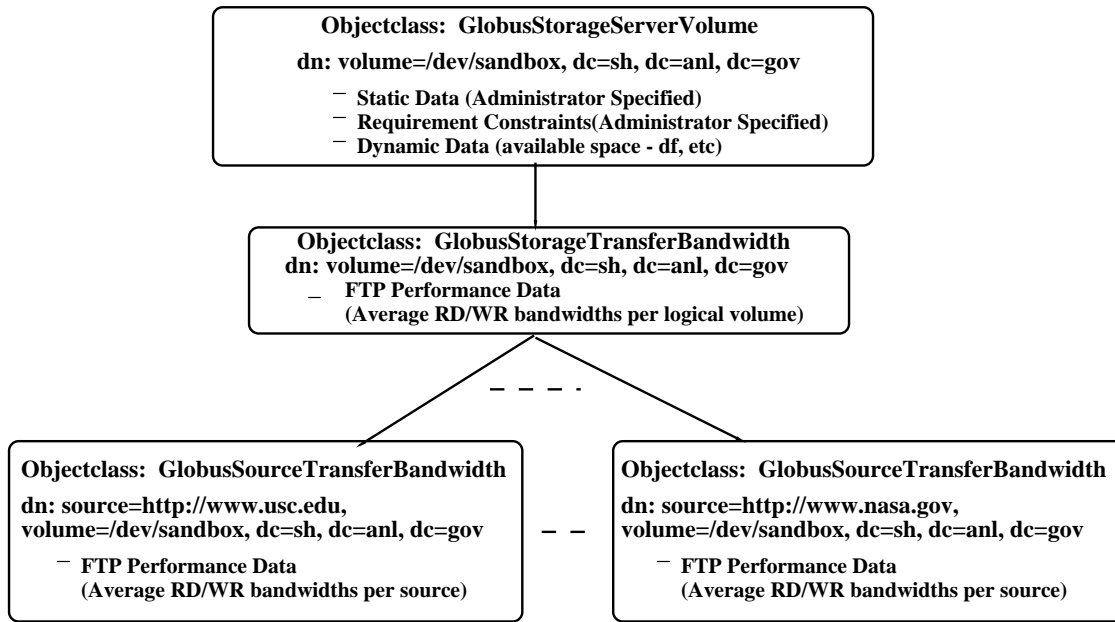 Objectclass: GlobusStorageServerVolume
dn: volume=/dev/sandbox, dc=sh, dc=anl, dc=gov
– Static Data (Administrator Specified)
– Requirement Constraints(Administrator Specified)
– Dynamic Data (available space - df, etc)
Objectclass: GlobusStorageTransferBandwidth
dn: volume=/dev/sandbox, dc=sh, dc=anl, dc=gov
– FTP Performance Data
(Average RD/WR bandwidths per logical volume)
Objectclass: GlobusSourceTransferBandwidth
dn: source=http://www.usc.edu,
volume=/dev/sandbox, dc=sh, dc=anl, dc=gov
– FTP Performance Data
(Average RD/WR bandwidths per source)
Objectclass: GlobusSourceTransferBandwidth
dn: source=http://www.nasa.gov,
volume=/dev/sandbox, dc=sh, dc=anl, dc=gov
– FTP Performance Data
(Average RD/WR bandwidths per source)